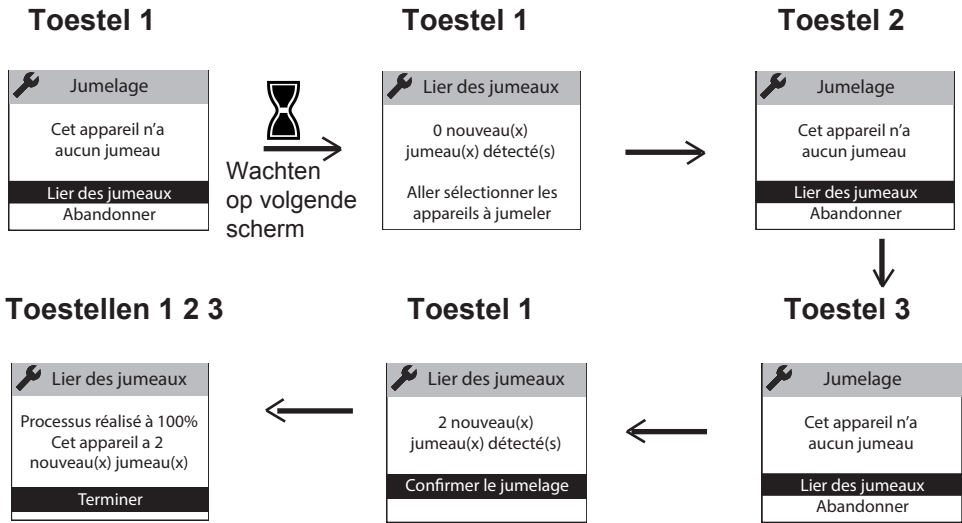 Toestel 1
Jumelage
Cet appareil n'a
aucun jumeau
Lier des jumeaux
Abandonner
Wachten
op volgende
scherm
Toestel 1
Lier des jumeaux
0 nouveau(x)
jumeau(x) détecté(s)
Aller sélectionner les
appareils à jumeler
Toestel 2
Jumelage
Cet appareil n'a
aucun jumeau
Lier des jumeaux
Abandonner
Toestel 3
Jumelage
Cet appareil n'a
aucun jumeau
Lier des jumeaux
Abandonner
Toestel 1
Lier des jumeaux
2 nouveau(x)
jumeau(x) détecté(s)
Confirmer le jumelage
Toestellen 1 2 3
Lier des jumeaux
Processus réalisé à 100%
Cet appareil a 2
nouveau(x) jumeau(x)
Terminer